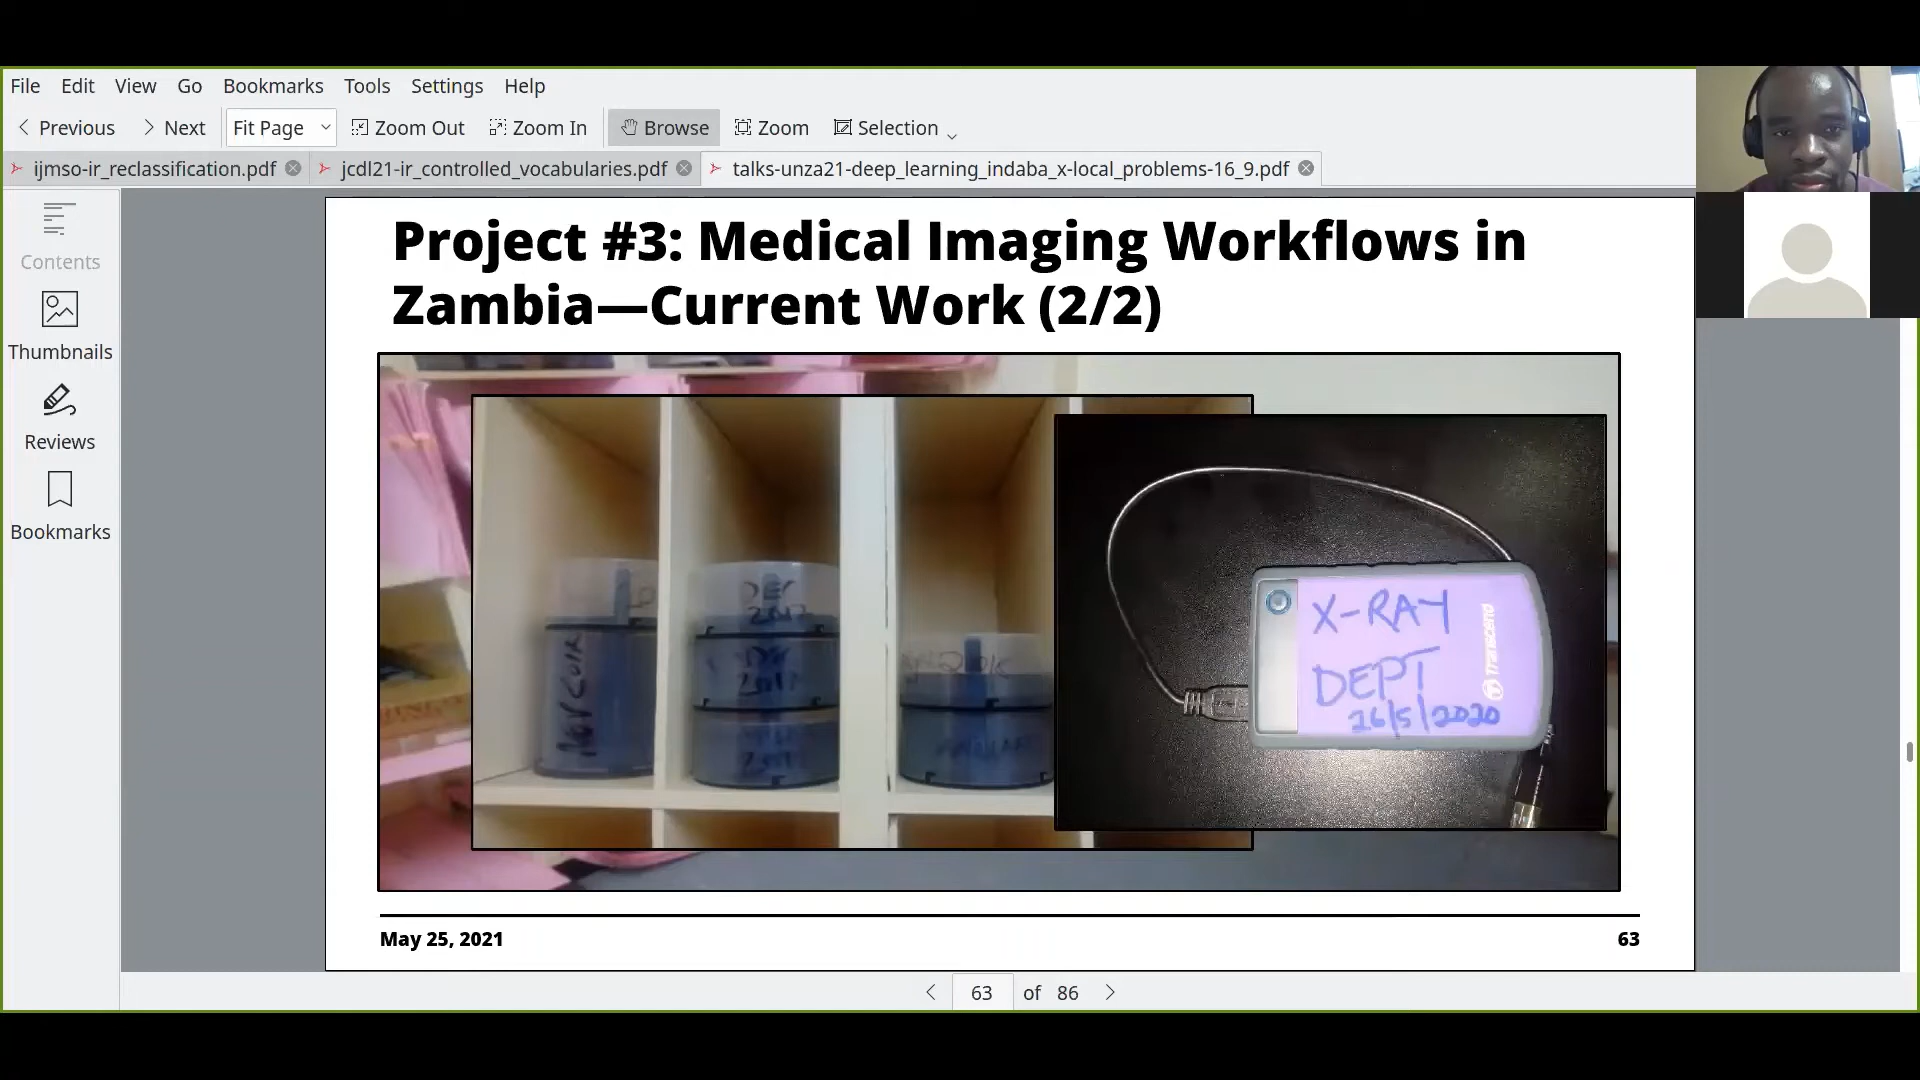 File Edit View Go Bookmarks Tools Settings Help
Previous Next Fit Page Zoom Out Zoom In Browse Zoom Selection
ijmso-ir_reclassification.pdf jcdl21-ir_controlled_vocabularies.pdf talks-unza21-deep_learning_indaba_x-local_problems-16_9.pdf
Contents
Thumbnails
Reviews
Bookmarks
Project #3: Medical Imaging Workflows in
Zambia—Current Work (2/2)
DEC
2017
X-RAY
DEPT
26/5/2020
Transcend
May 25, 2021
63
63 of 86